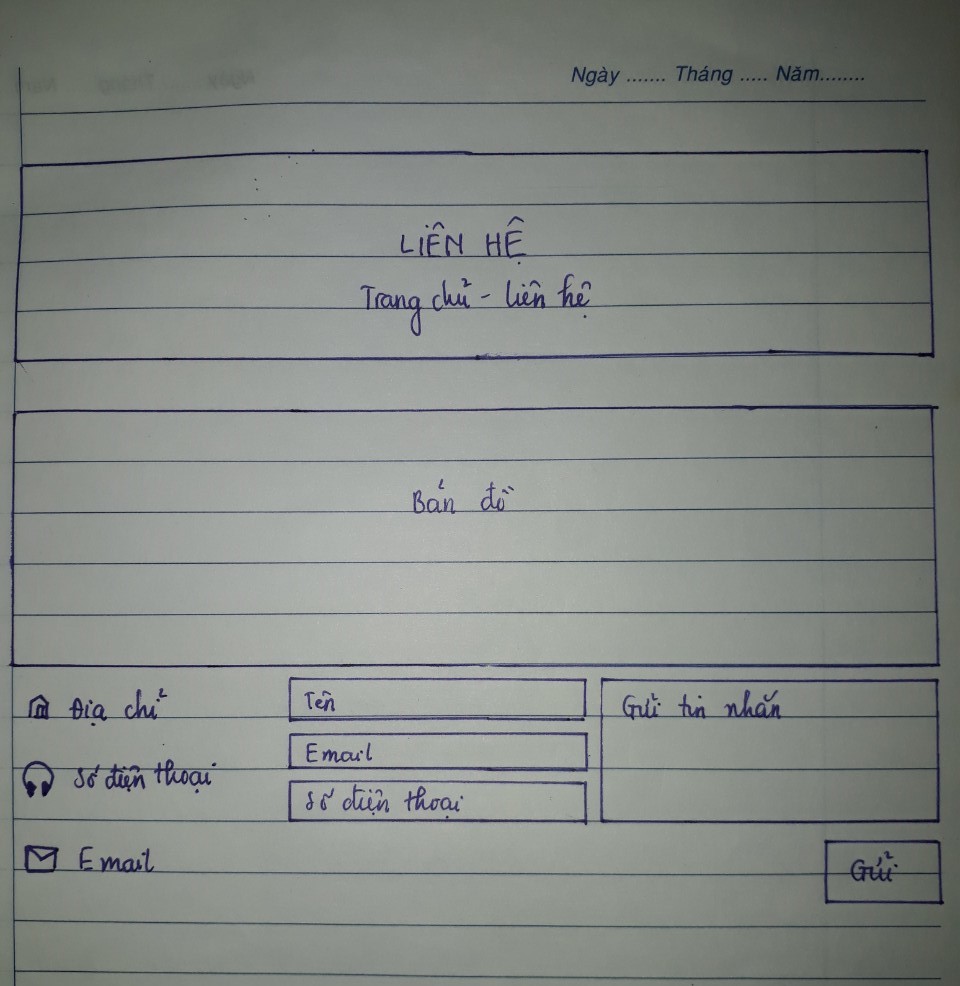 Ngày ....... Tháng ..... Năm........
LIÊN HỆ
Trang chủ - liên hệ
Bản đồ
Địa chỉ
Tên
Gửi tin nhắn
Email
Số điện thoại
Số điện thoại
Email
Gửi